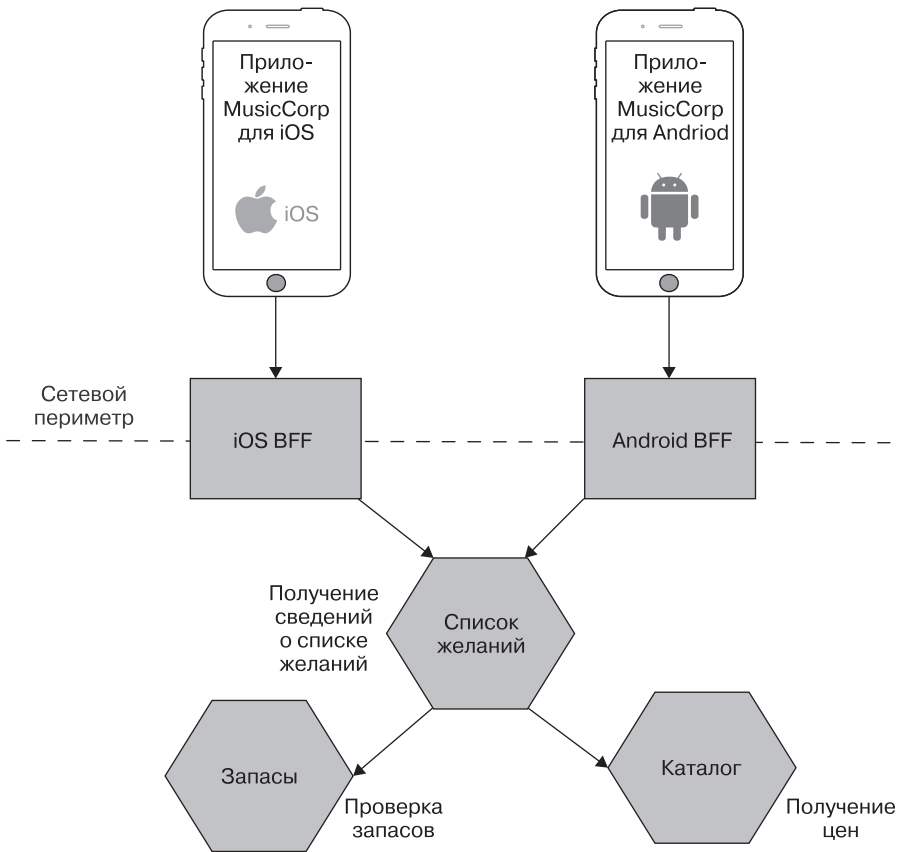 Прило-
жение
MusicCorp
для iOS
iOS
Прило-
жение
MusicCorp
для Andriod
Сетевой
периметр
iOS BFF
Android BFF
Получение
сведений
о списке
желаний
Список
желаний
Запасы
Проверка
запасов
Каталог
Получение
цен